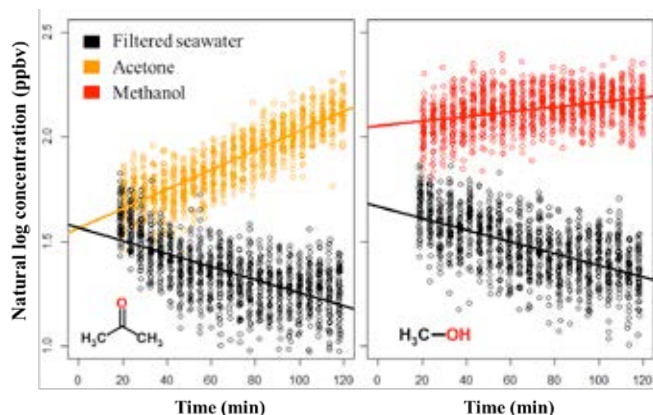 Natural log concentration (ppbv)
2.5
2.0
1.5
1.0
Filtered seawater
Acetone
Methanol
O
H₃C
CH₃
H₃C—OH
0 20 40 60 80 100 120
0 20 40 60 80 100 120
Time (min)
Time (min)